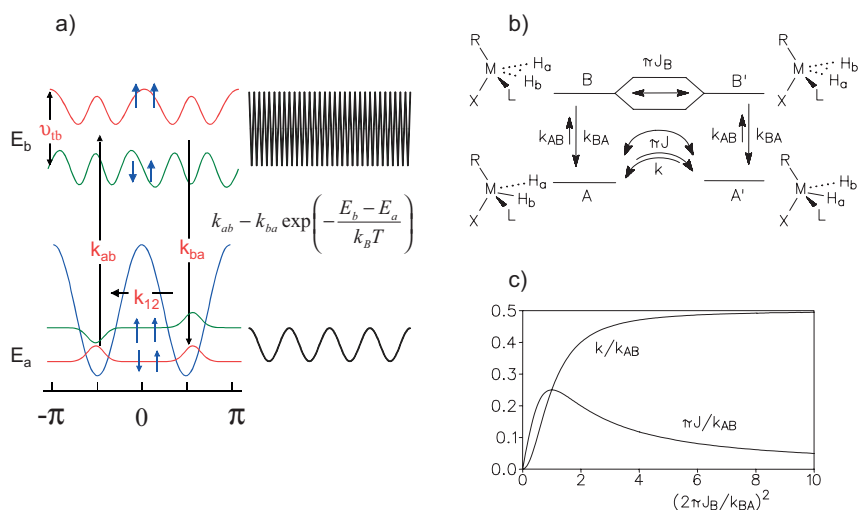 a)
E_b
υ_tb
k_ab
k_ba
k_ab − k_ba exp(− (E_b − E_a) / (k_B T))
k_12
E_a
-π 0 π
b)
R
M
H_a
H_b
X
L
B
πJ_B
B'
R
M
H_b
H_a
X
L
k_AB
k_BA
πJ
k
k_AB
k_BA
R
M
H_a
H_b
X
L
A
A'
R
M
H_b
H_a
X
L
c)
0.5
0.4
0.3
0.2
0.1
0.0
k/k_AB
πJ/k_AB
0 2 4 6 8 10
(2πJ_B/k_BA)²